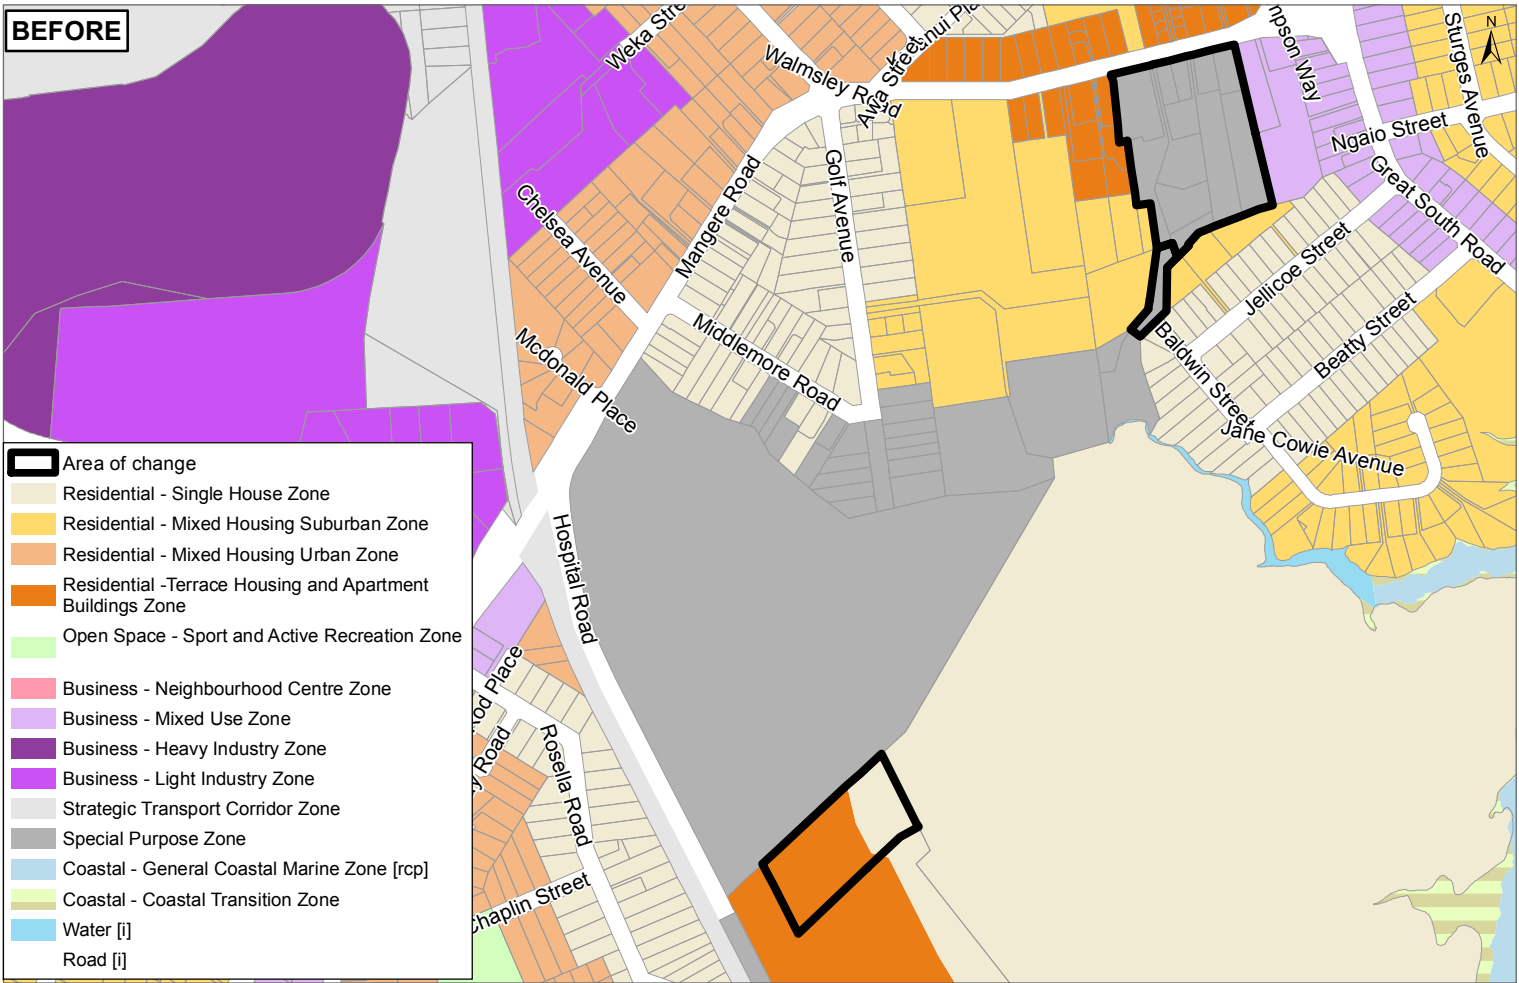 BEFORE
Weka Stre
Walmsley Road
Awa Street
nui Pla
mpson Way
Sturges Avenue
N
Ngaio Street
Great South Road
Golf Avenue
Mangere Road
Chelsea Avenue
Jellicoe Street
Mcdonald Place
Middlemore Road
Beatty Street
Baldwin Street
Jane Cowie Avenue
Hospital Road
Rod Place
y Road
Rosella Road
Chaplin Street
Area of change
Residential - Single House Zone
Residential - Mixed Housing Suburban Zone
Residential - Mixed Housing Urban Zone
Residential -Terrace Housing and Apartment
Buildings Zone
Open Space - Sport and Active Recreation Zone
Business - Neighbourhood Centre Zone
Business - Mixed Use Zone
Business - Heavy Industry Zone
Business - Light Industry Zone
Strategic Transport Corridor Zone
Special Purpose Zone
Coastal - General Coastal Marine Zone [rcp]
Coastal - Coastal Transition Zone
Water [i]
Road [i]